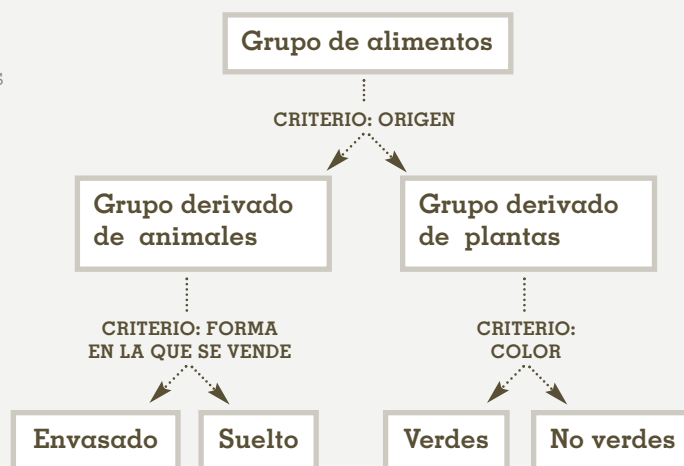 Grupo de alimentos
s
CRITERIO: ORIGEN
Grupo derivado
de animales
Grupo derivado
de plantas
CRITERIO: FORMA
EN LA QUE SE VENDE
CRITERIO:
COLOR
Envasado
Suelto
Verdes
No verdes